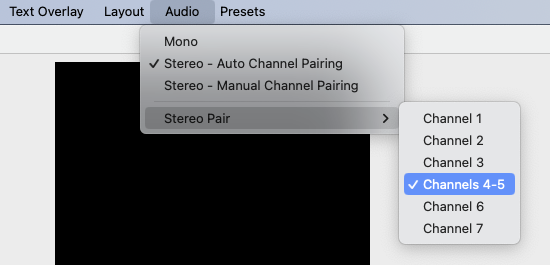 Text Overlay Layout Audio Presets
Mono
✓ Stereo - Auto Channel Pairing
Stereo - Manual Channel Pairing
Stereo Pair >
Channel 1
Channel 2
Channel 3
✓ Channels 4-5
Channel 6
Channel 7